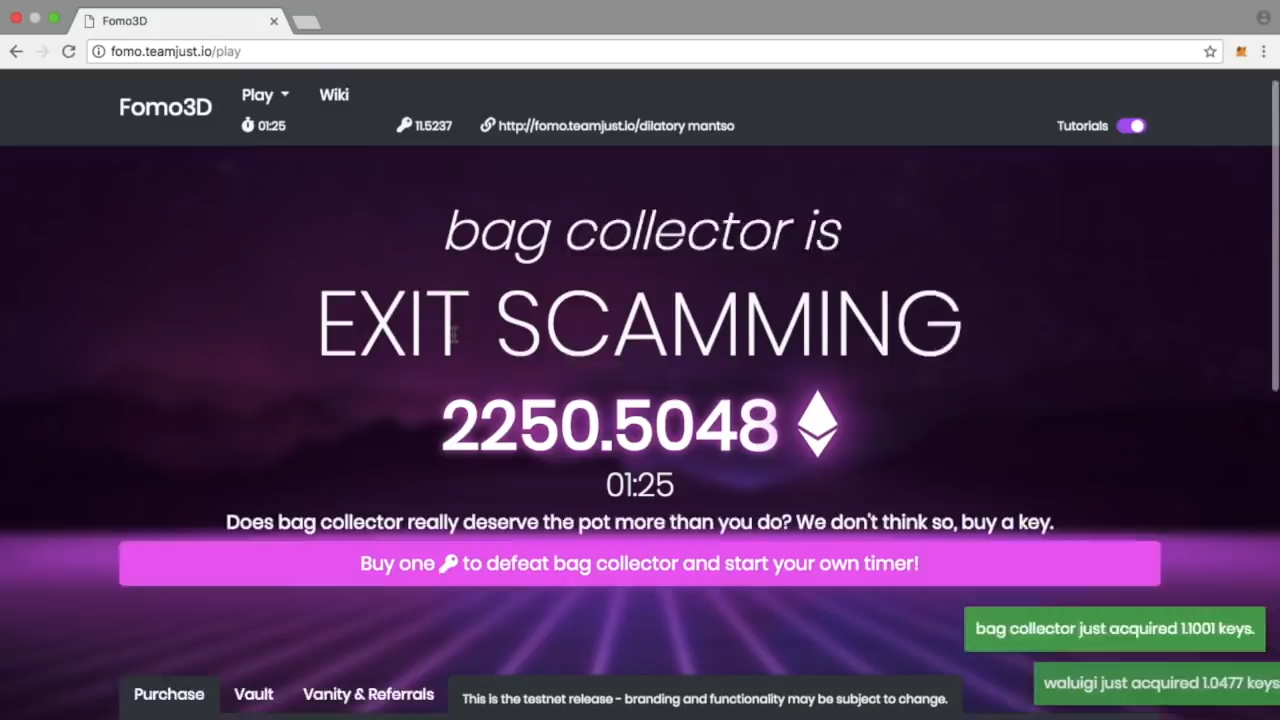 Fomo3D
fomo.teamjust.io/play
Fomo3D
Play
Wiki
01:25
11.5237
http://fomo.teamjust.io/dilatory mantso
Tutorials
bag collector is
EXIT SCAMMING
2250.5048
01:25
Does bag collector really deserve the pot more than you do? We don't think so, buy a key.
Buy one to defeat bag collector and start your own timer!
bag collector just acquired 1.1001 keys.
waluigi just acquired 1.0477 keys
Purchase
Vault
Vanity & Referrals
This is the testnet release - branding and functionality may be subject to change.